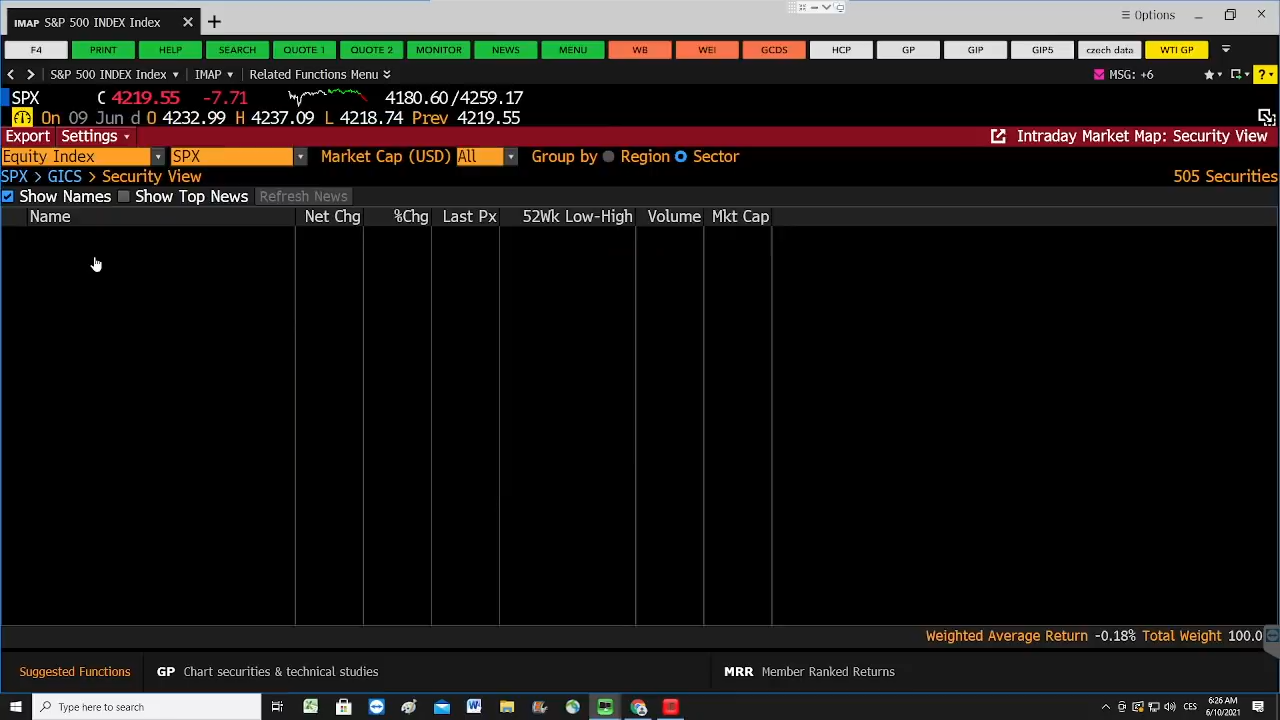 IMAP S&P 500 INDEX Index
Options
F4 PRINT HELP SEARCH QUOTE 1 QUOTE 2 MONITOR NEWS MENU WB WEI GCDS HCP GP GIP GIP5 czech data WTI GP
S&P 500 INDEX Index IMAP Related Functions Menu MSG: +6
SPX C 4219.55 -7.71 4180.60/4259.17
On 09 Jun d O 4232.99 H 4237.09 L 4218.74 Prev 4219.55
Export Settings Intraday Market Map: Security View
Equity Index SPX Market Cap (USD) All Group by Region Sector
SPX > GICS > Security View 505 Securities
Show Names Show Top News Refresh News
Name Net Chg %Chg Last Px 52Wk Low-High Volume Mkt Cap
Weighted Average Return -0.18% Total Weight 100.0
Suggested Functions GP Chart securities & technical studies MRR Member Ranked Returns
Type here to search CES 6:26 AM
6/10/2021